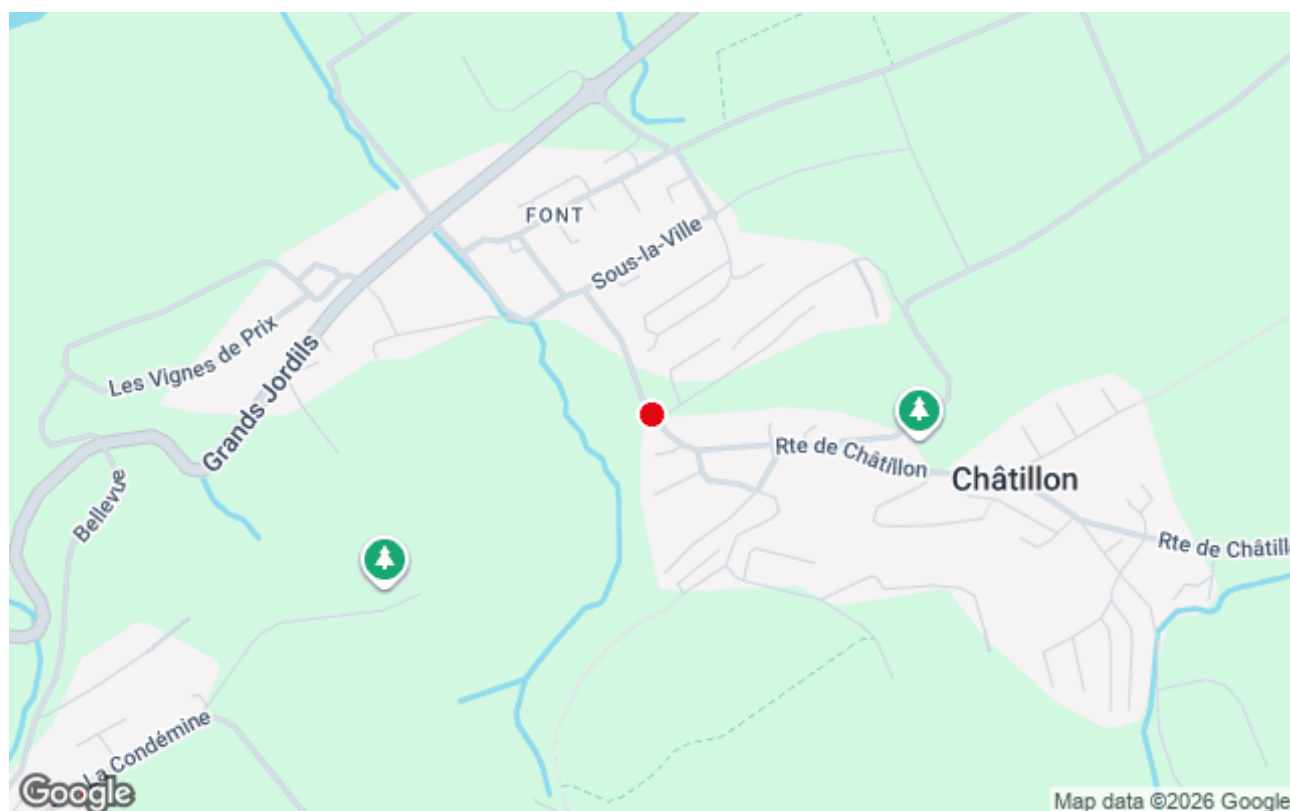 FONT
Sous-la-Ville
Les Vignes de Prix
Grands Jordils
Bellevue
Rte de Châtillon
Châtillon
Rte de Châtill
La Condémine
Google
Map data ©2026 Google